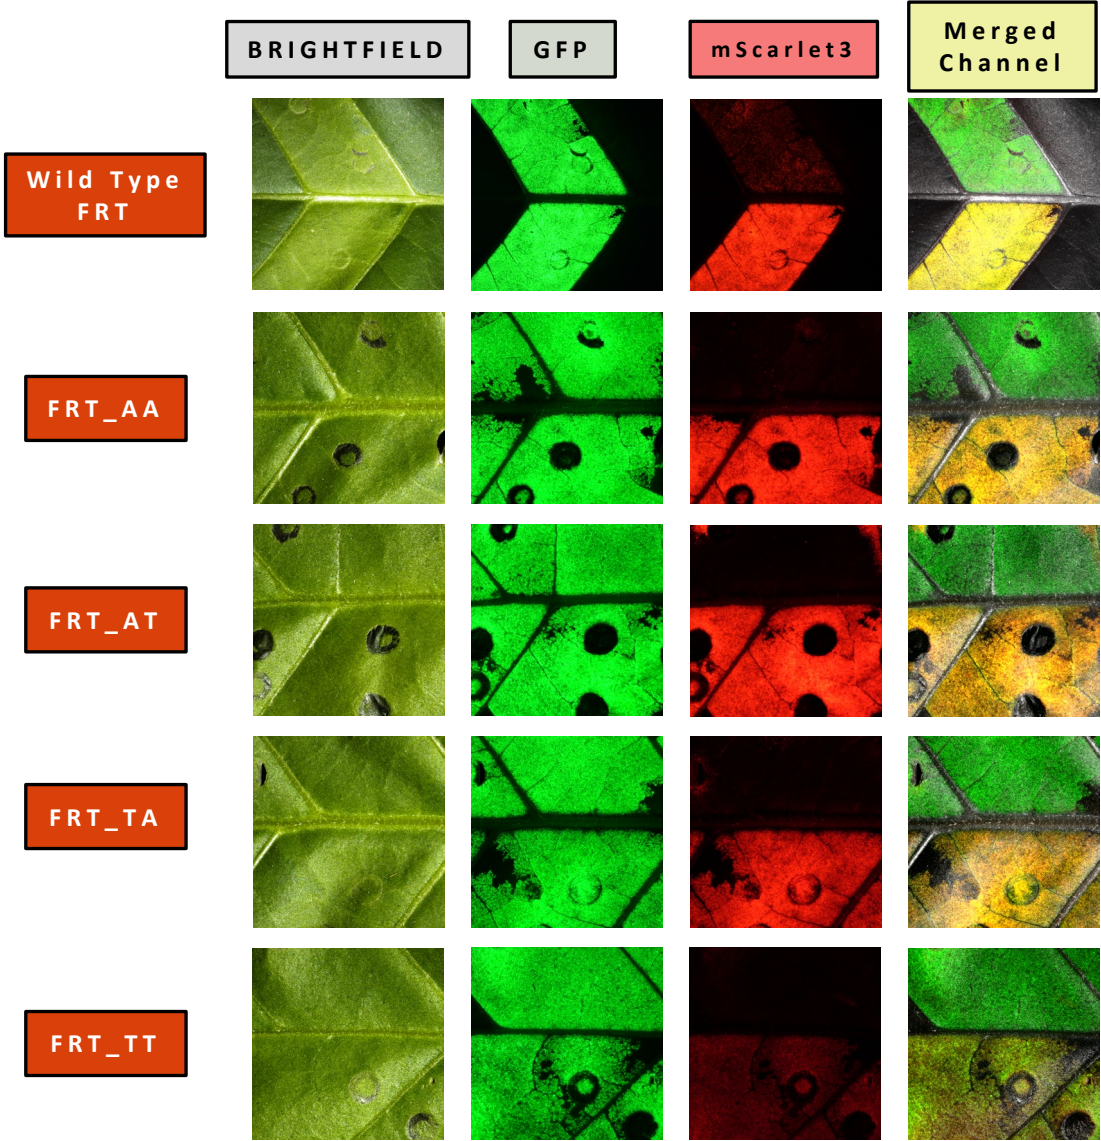 BRIGHTFIELD
GFP
mScarlet3
Merged
Channel
Wild Type
FRT
FRT_AA
FRT_AT
FRT_TA
FRT_TT